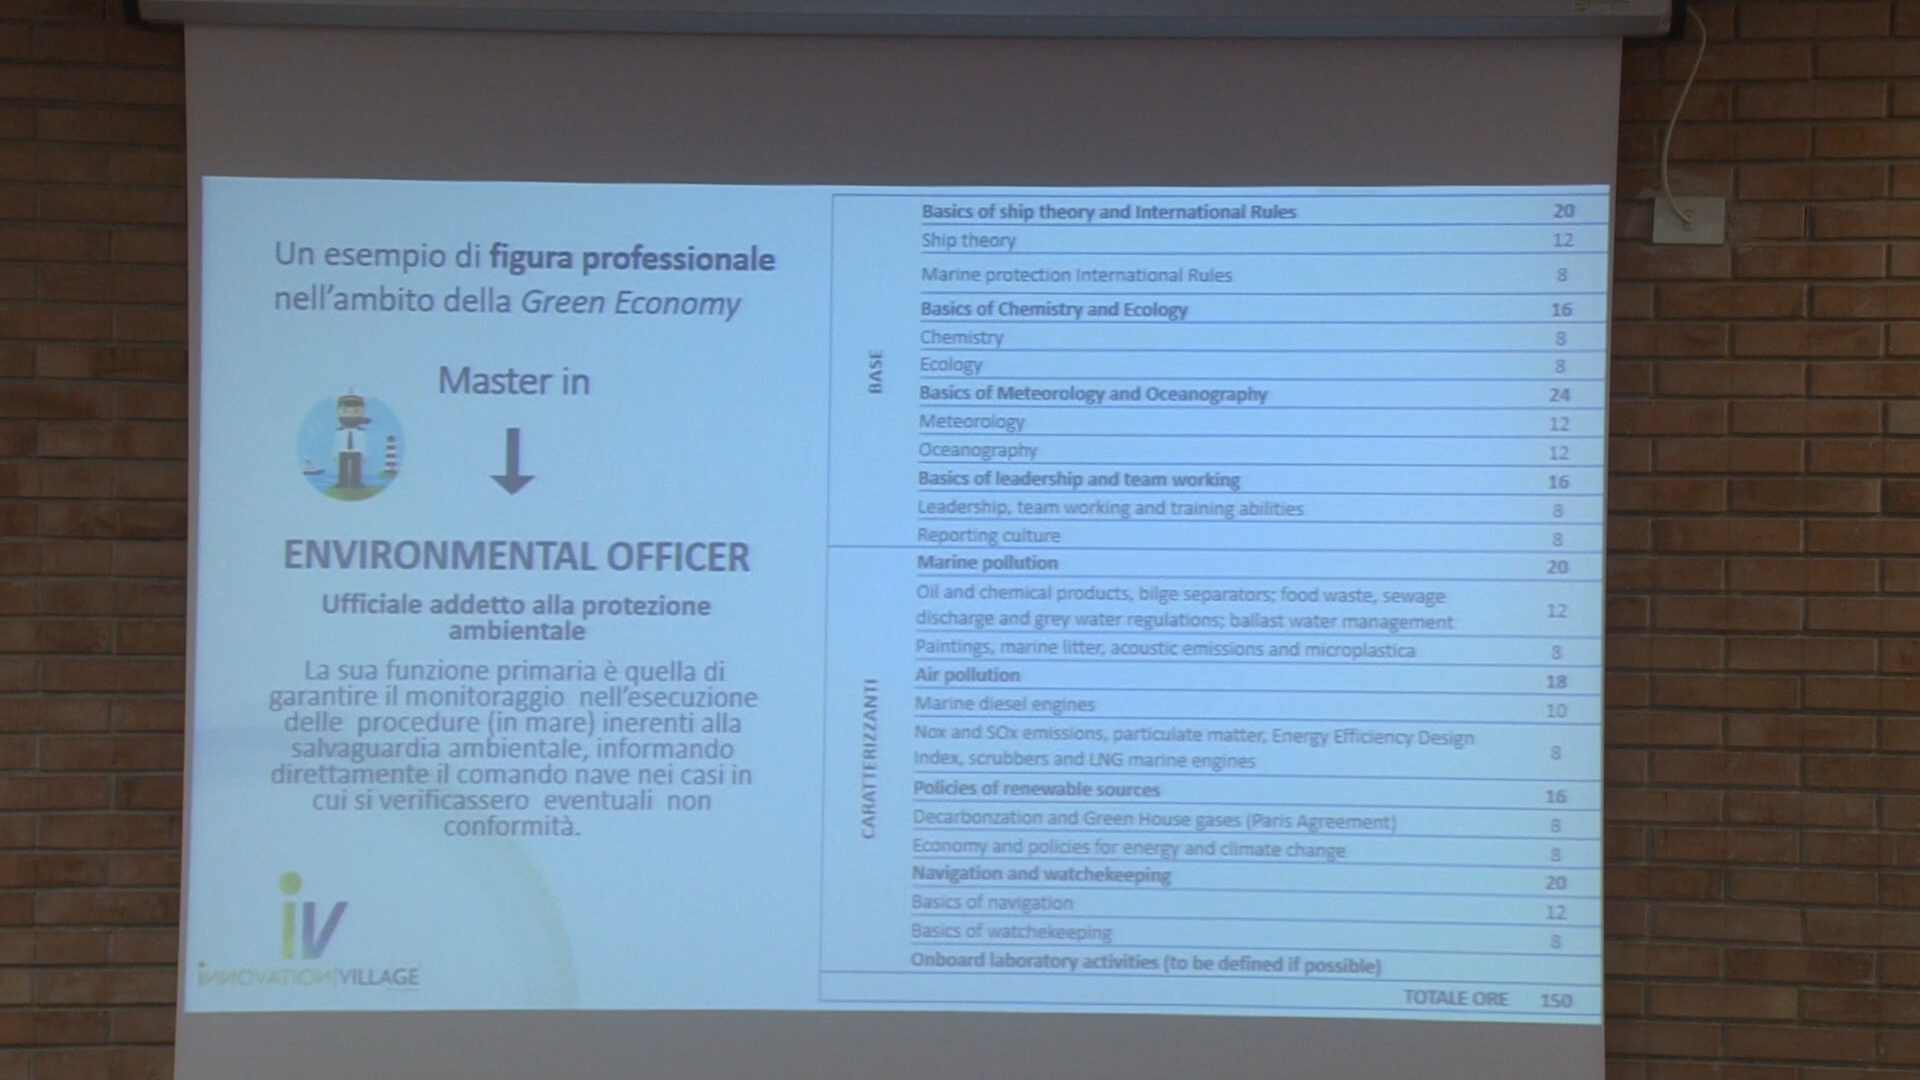 Un esempio di figura professionale
nell'ambito della Green Economy
Master in
ENVIRONMENTAL OFFICER
Ufficiale addetto alla protezione
ambientale
La sua funzione primaria è quella di
garantire il monitoraggio nell'esecuzione
delle procedure (in mare) inerenti alla
salvaguardia ambientale, informando
direttamente il comando nave nei casi in
cui si verificassero eventuali non
conformità.
iv
iNNOVATION|VILLAGE
BASE
Basics of ship theory and International Rules 20
Ship theory 12
Marine protection International Rules 8
Basics of Chemistry and Ecology 16
Chemistry 8
Ecology 8
Basics of Meteorology and Oceanography 24
Meteorology 12
Oceanography 12
Basics of leadership and team working 16
Leadership, team working and training abilities 8
Reporting culture 8
CARATTERIZZANTI
Marine pollution 20
Oil and chemical products, bilge separators; food waste, sewage
discharge and grey water regulations; ballast water management 12
Paintings, marine litter, acoustic emissions and microplastica 8
Air pollution 18
Marine diesel engines 10
Nox and SOx emissions, particulate matter, Energy Efficiency Design
Index, scrubbers and LNG marine engines 8
Policies of renewable sources 16
Decarbonzation and Green House gases (Paris Agreement) 8
Economy and policies for energy and climate change 8
Navigation and watchekeeping 20
Basics of navigation 12
Basics of watchekeeping 8
Onboard laboratory activities (to be defined if possible)
TOTALE ORE 150